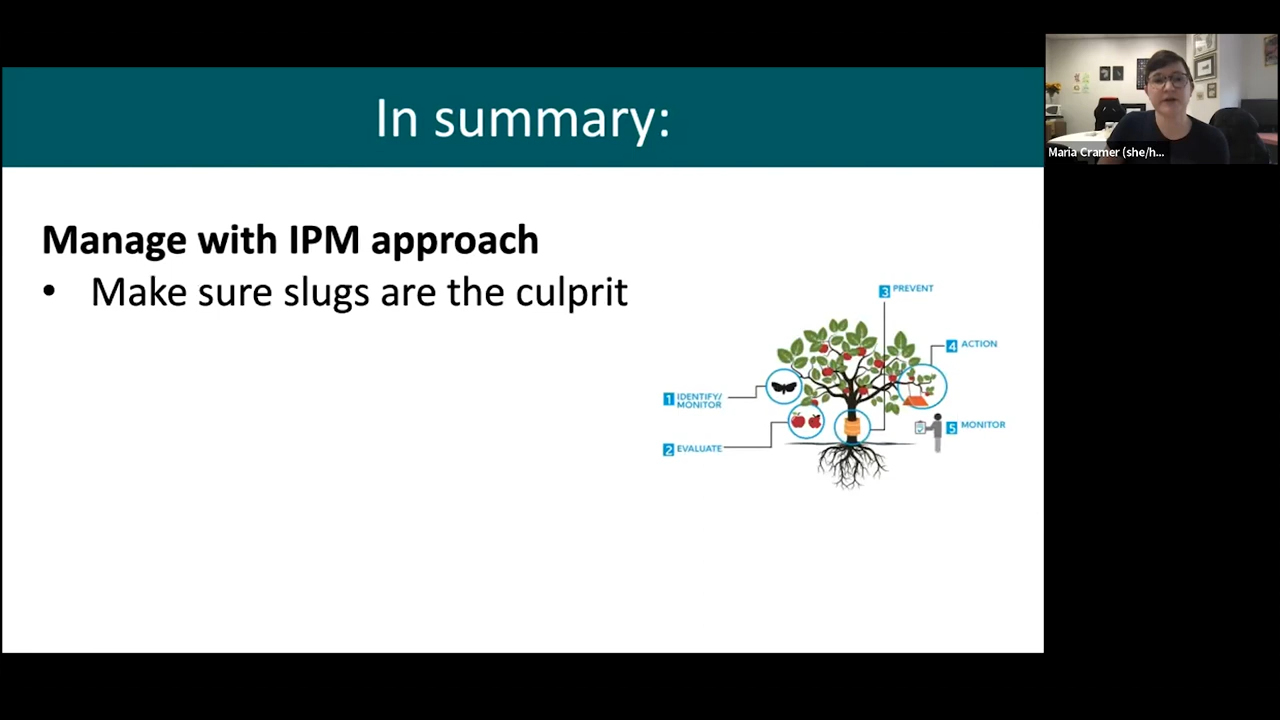 In summary:
Maria Cramer (she/h...
Manage with IPM approach
• Make sure slugs are the culprit
3 PREVENT
4 ACTION
1 IDENTIFY/
MONITOR
5 MONITOR
2 EVALUATE